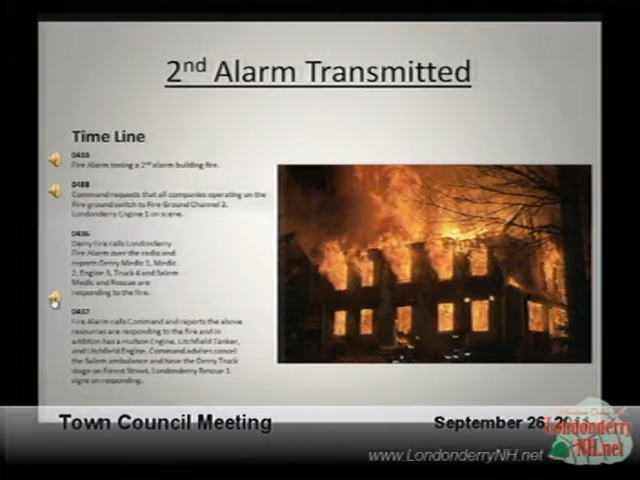 2nd Alarm Transmitted
Time Line
0433
Fire Alarm toning a 2nd alarm building fire.
Command requests that all companies operating on the
Fire ground switch to Fire Ground Channel 2.
Londonderry Engine 1 on scene.
0436
Derry Fire calls Londonderry
Fire Alarm over the radio and
reports Derry Medic 1, Medic
2, Engine 3, Truck 4 and Salem
Medic and Rescue are
responding to the fire.
0437
Fire Alarm calls Command and reports the above
resources are responding to the fire and in
addition has a Hudson Engine, Litchfield Tanker,
and Litchfield Engine. Command advises cancel
the Salem ambulance and have the Derry Truck
stage on Forest Street. Londonderry Rescue 1
signs on responding.
Town Council Meeting
September 26, 2011
Londonderry
NH.net
www.LondonderryNH.net